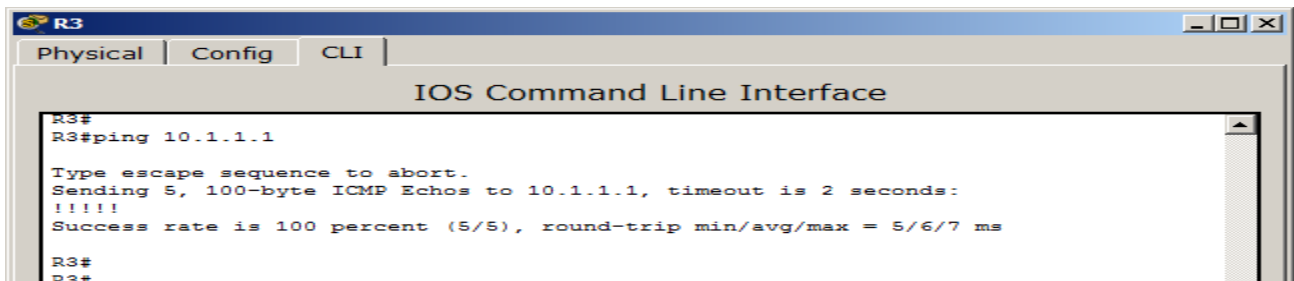 R3
Physical Config CLI
IOS Command Line Interface
R3#
R3#ping 10.1.1.1
Type escape sequence to abort.
Sending 5, 100-byte ICMP Echos to 10.1.1.1, timeout is 2 seconds:
!!!!!
Success rate is 100 percent (5/5), round-trip min/avg/max = 5/6/7 ms
R3#
R3#